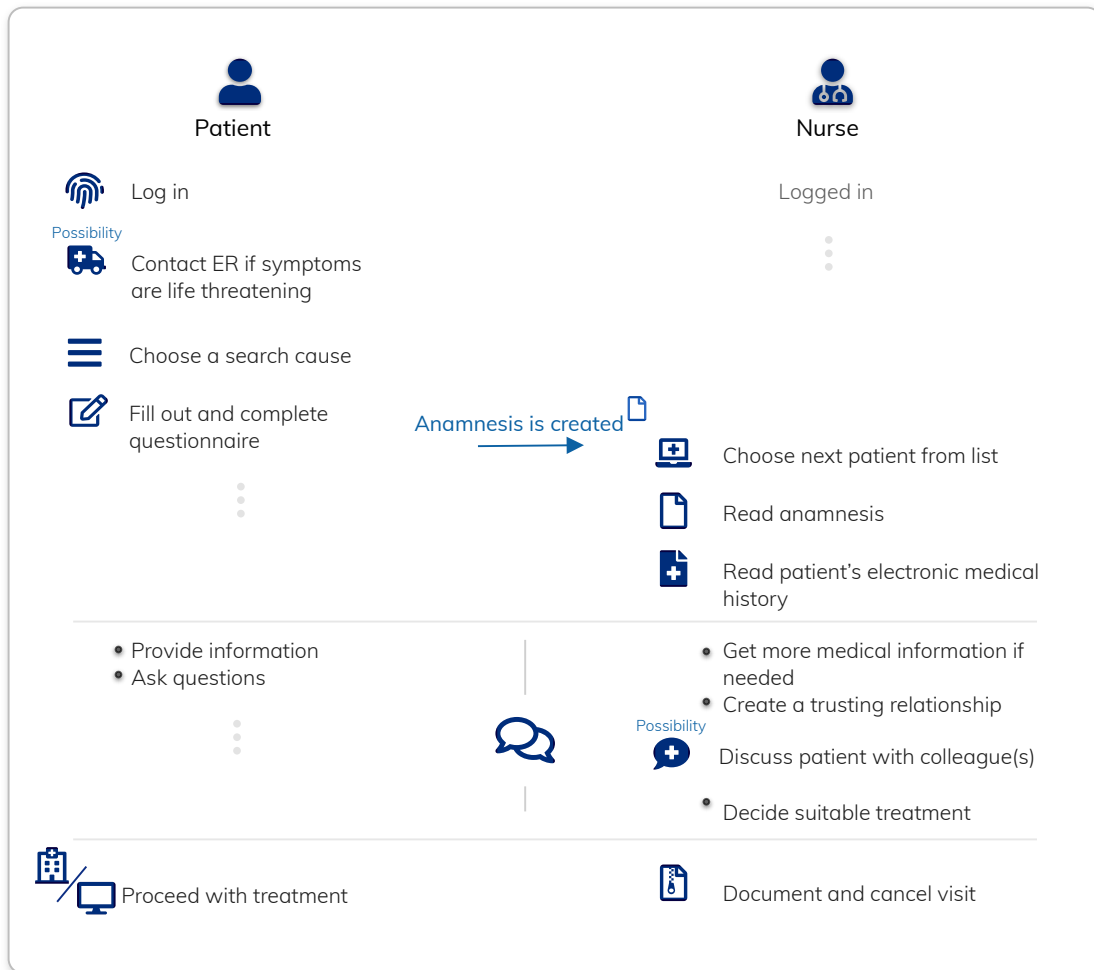 Patient
Nurse
Log in
Logged in
Possibility
Contact ER if symptoms
are life threatening
Choose a search cause
Fill out and complete
questionnaire
Anamnesis is created
Choose next patient from list
Read anamnesis
Read patient’s electronic medical
history
Provide information
Ask questions
Get more medical information if
needed
Create a trusting relationship
Possibility
Discuss patient with colleague(s)
Decide suitable treatment
Proceed with treatment
Document and cancel visit